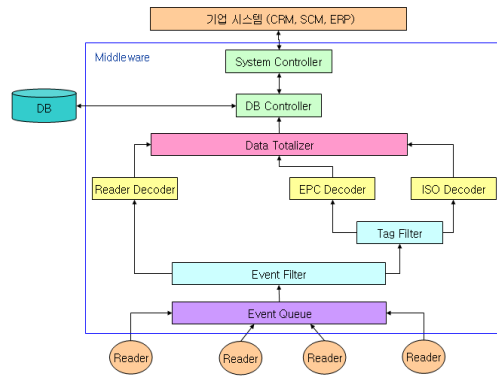 기업 시스템 (CRM, SCM, ERP)
Middleware
System Controller
DB
DB Controller
Data Totalizer
Reader Decoder
EPC Decoder
ISO Decoder
Tag Filter
Event Filter
Event Queue
Reader
Reader
Reader
Reader